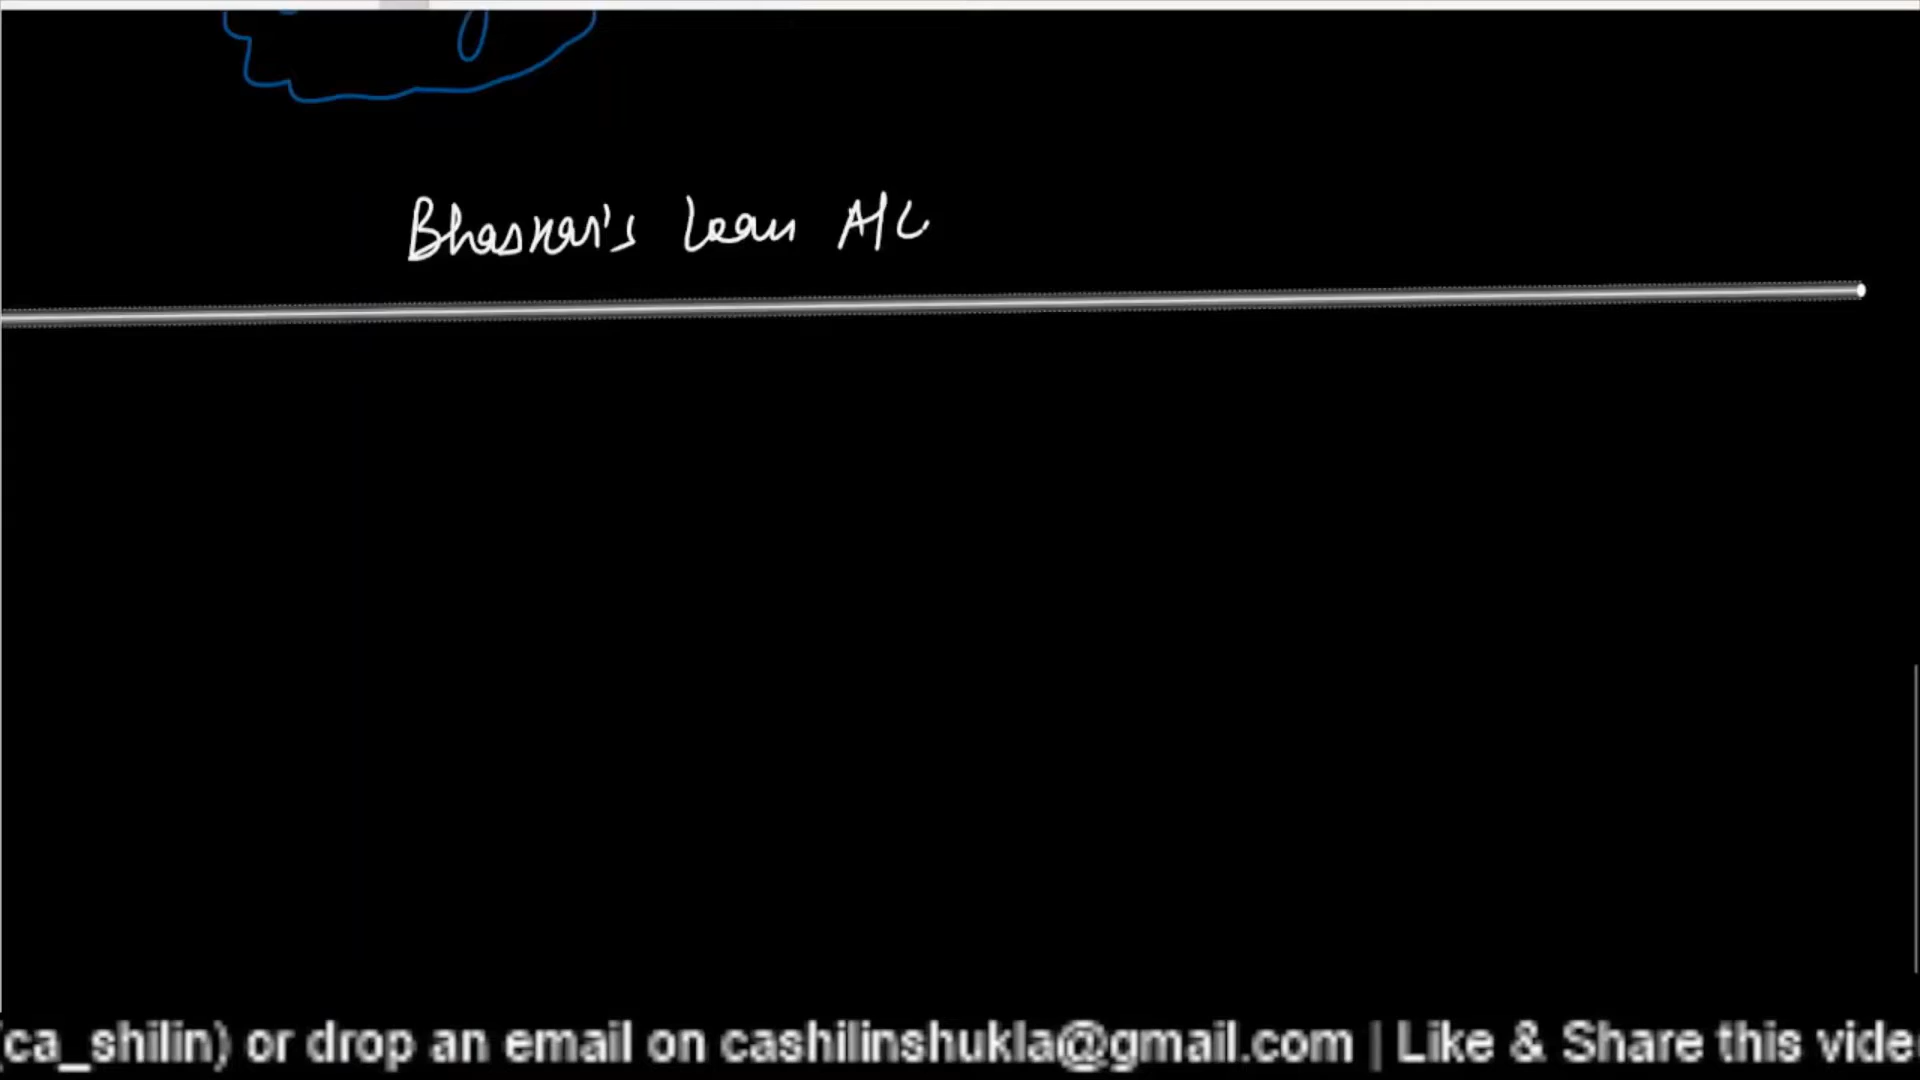 Bhaskar's Loan A/C
(ca_shilin) or drop an email on cashilinshukla@gmail.com | Like & Share this vide